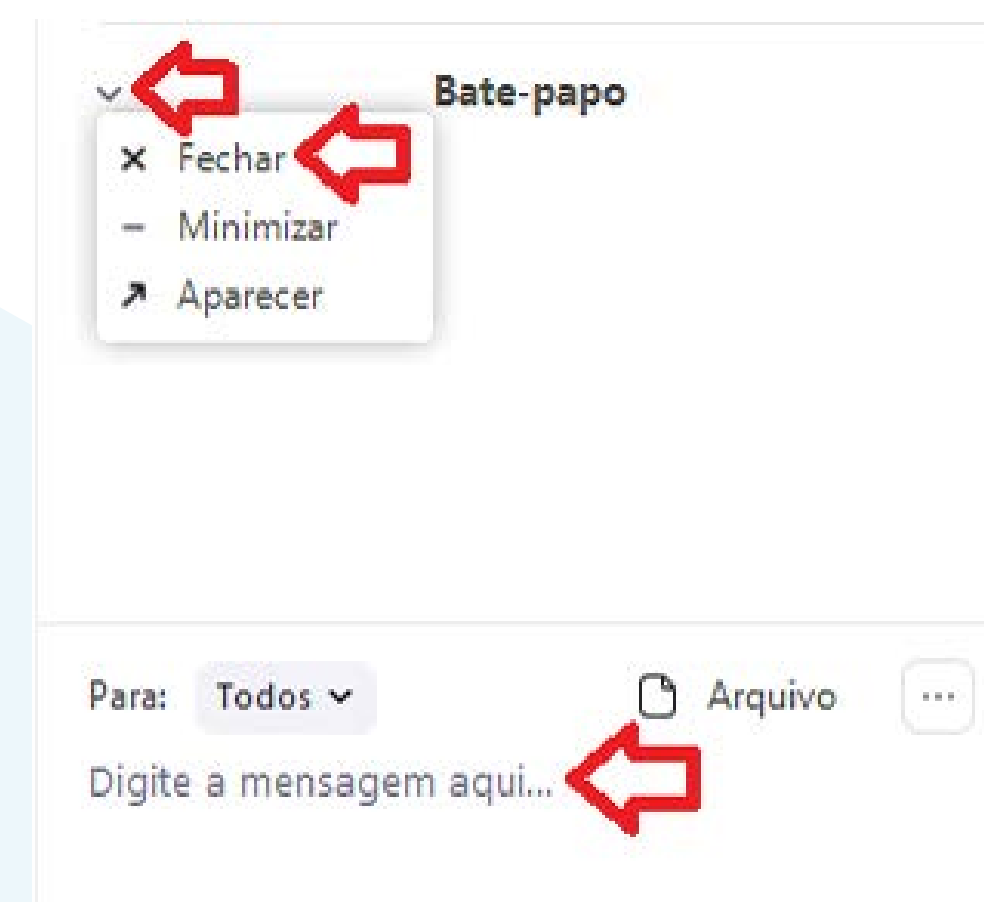 Bate-papo
Fechar
Minimizar
Aparecer
Para: Todos Arquivo ...
Digite a mensagem aqui...